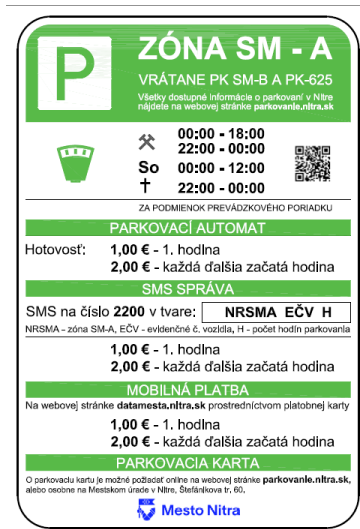 P
ZÓNA SM - A
VRÁTANE PK SM-B A PK-625
Všetky dostupné informácie o parkovaní v Nitre
nájdete na webovej stránke parkovanie.nitra.sk
00:00 - 18:00
22:00 - 00:00
So 00:00 - 12:00
22:00 - 00:00
ZA PODMIENOK PREVÁDZKOVÉHO PORIADKU
PARKOVACÍ AUTOMAT
Hotovosť: 1,00 € - 1. hodina
2,00 € - každá ďalšia začatá hodina
SMS SPRÁVA
SMS na číslo 2200 v tvare: NRSMA EČV H
NRSMA - zóna SM-A, EČV - evidenčné č. vozidla, H - počet hodín parkovania
1,00 € - 1. hodina
2,00 € - každá ďalšia začatá hodina
MOBILNÁ PLATBA
Na webovej stránke datamesta.nitra.sk prostredníctvom platobnej karty
1,00 € - 1. hodina
2,00 € - každá ďalšia začatá hodina
PARKOVACIA KARTA
O parkovaciu kartu je možné požiadať online na webovej stránke parkovanie.nitra.sk,
alebo osobne na Mestskom úrade v Nitre, Štefánikova tr. 60.
Mesto Nitra